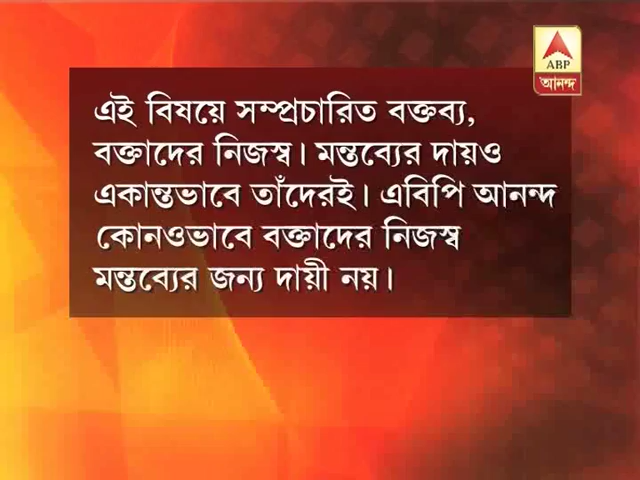 ABP
আনন্দ
এই বিষয়ে সম্প্রচারিত বক্তব্য,
বক্তাদের নিজস্ব। মন্তব্যের দায়ও
একান্তভাবে তাঁদেরই। এবিপি আনন্দ
কোনওভাবে বক্তাদের নিজস্ব
মন্তব্যের জন্য দায়ী নয়।